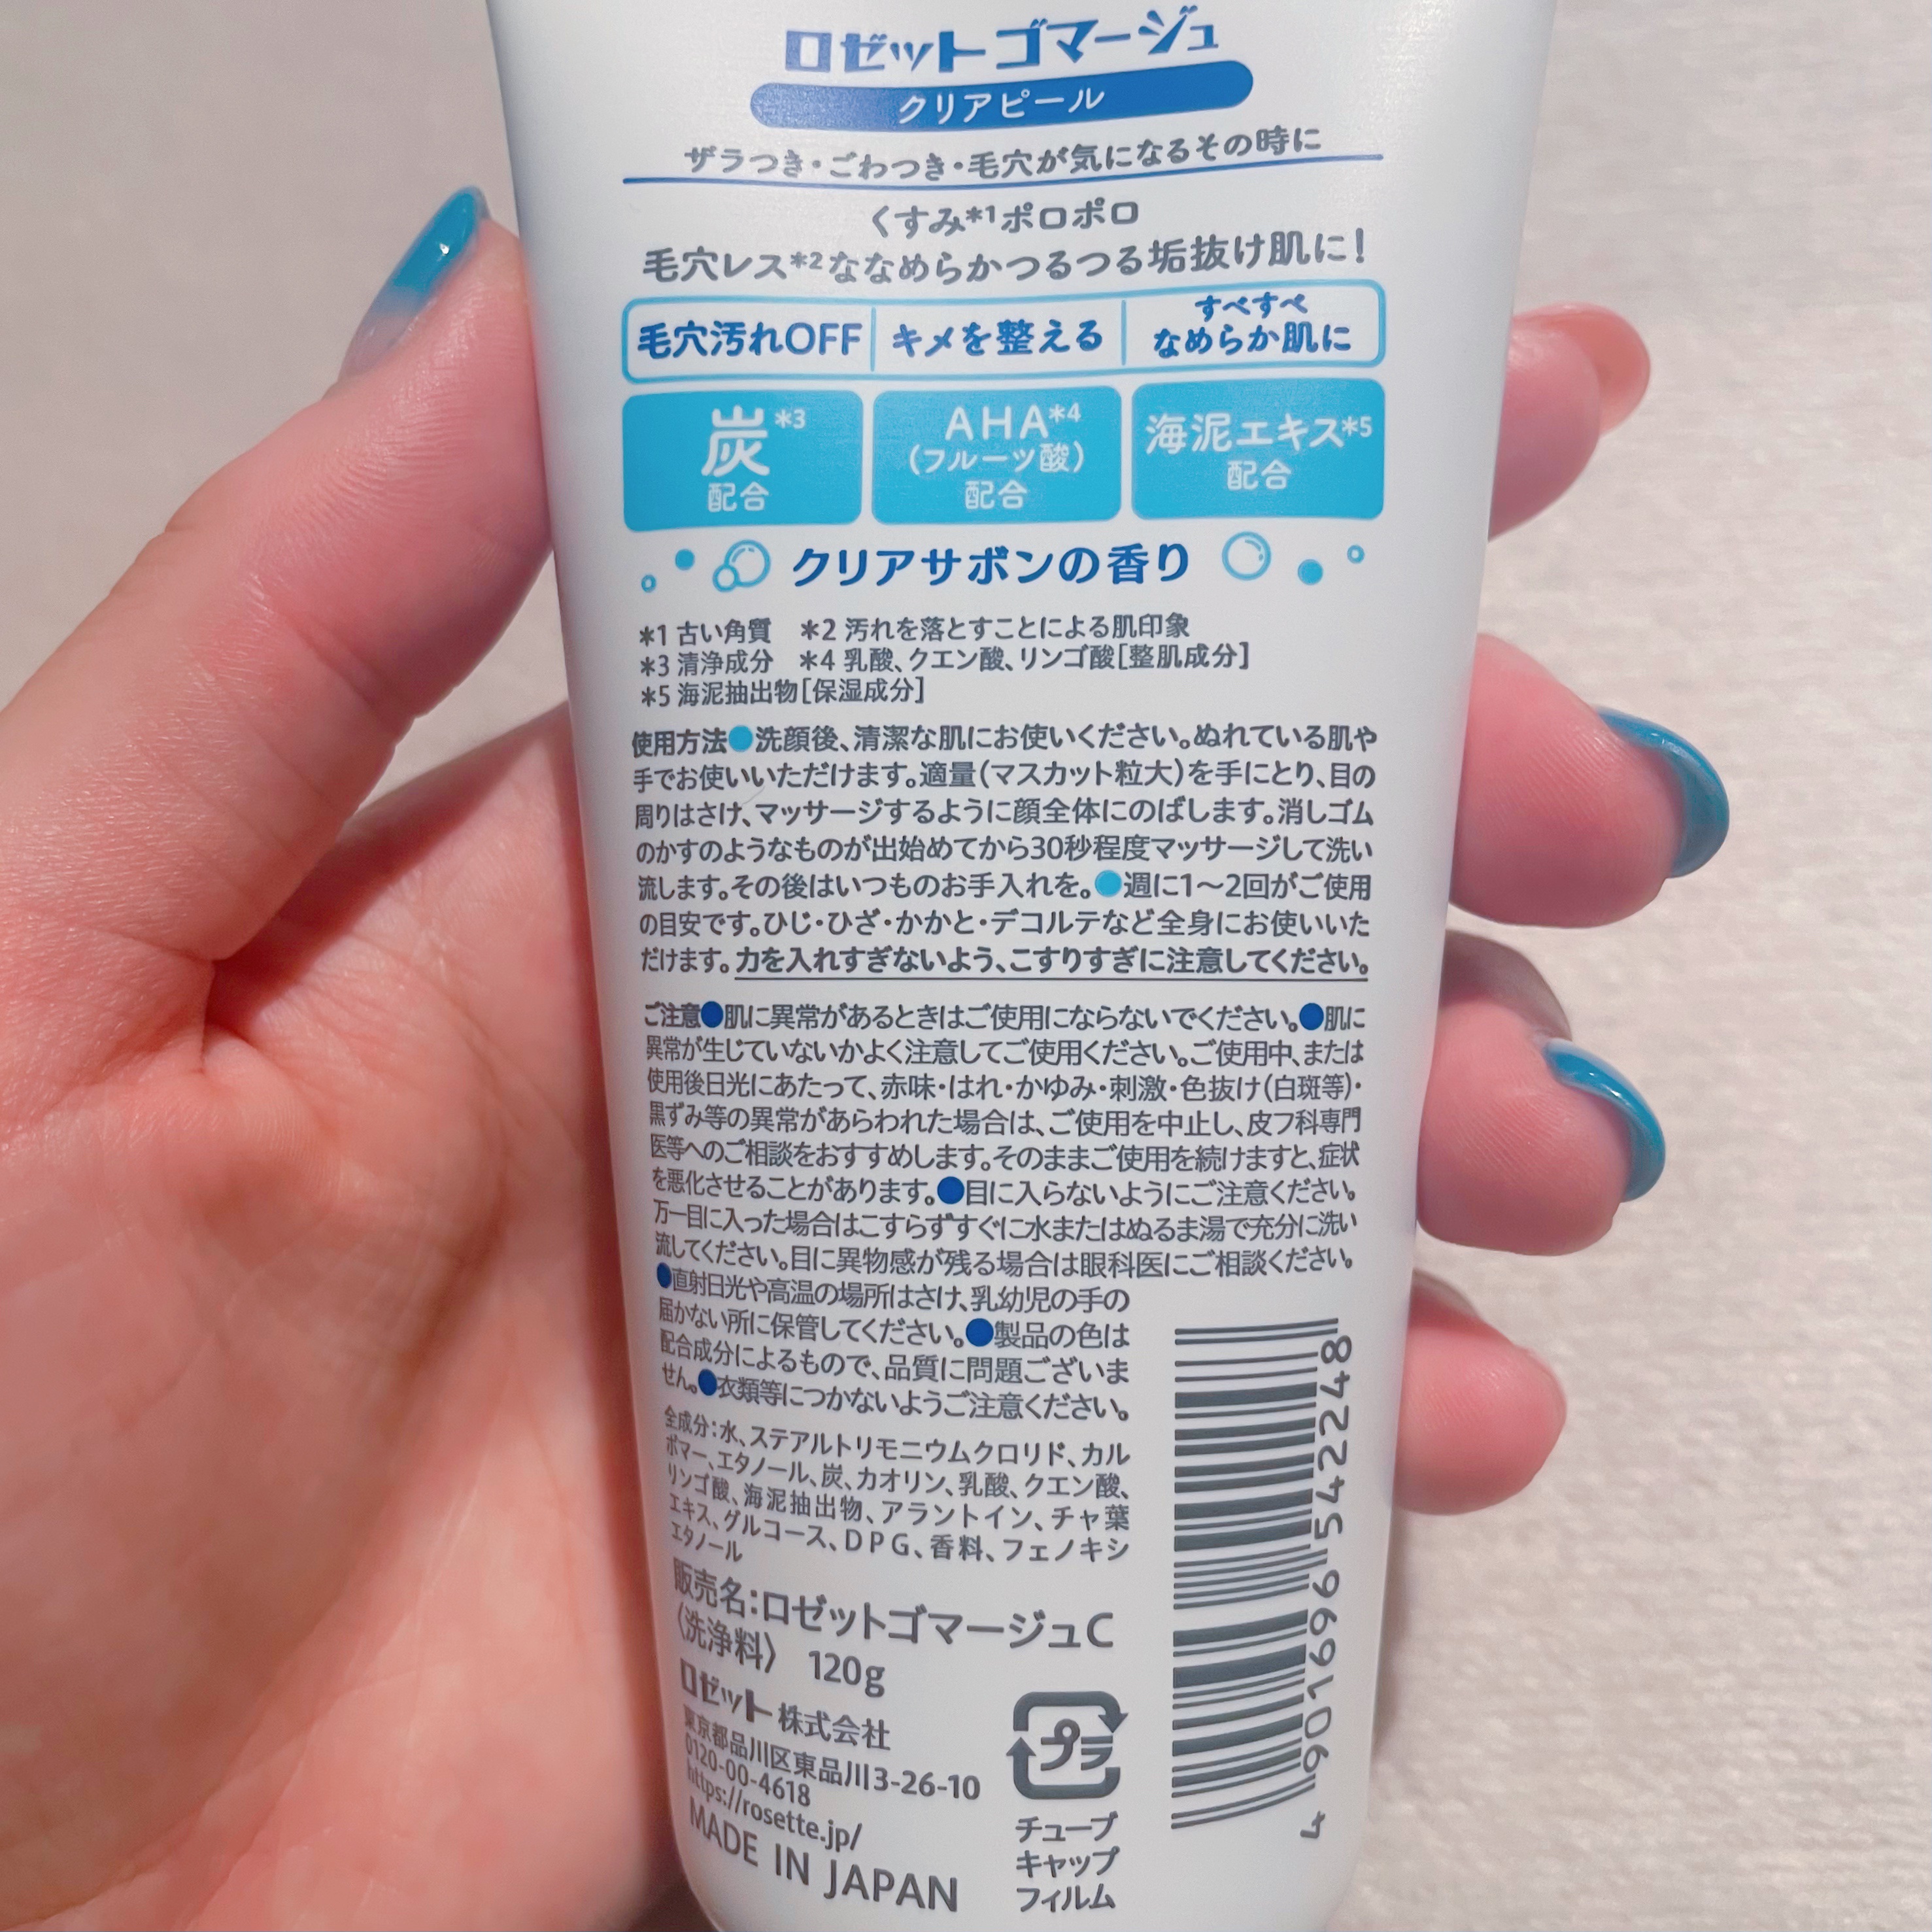 ロゼットゴマージュ
クリアピール
ザラつき・ごわつき・毛穴が気になるその時に
くすみ*1ポロポロ
毛穴レス*2ななめらかつるつる垢抜け肌に!
毛穴汚れOFF
キメを整える
すべすべ
なめらか肌に
炭*3
配合
AHA*4
(フルーツ酸)
配合
海泥エキス*5
配合
クリアサボンの香り
*1 古い角質 *2 汚れを落とすことによる肌印象
*3 清浄成分 *4 乳酸、クエン酸、リンゴ酸[整肌成分]
*5 海泥抽出物[保湿成分]
使用方法●洗顔後、清潔な肌にお使いください。ぬれている肌や
手でお使いいただけます。適量(マスカット粒大)を手にとり、目の
周りはさけ、マッサージするように顔全体にのばします。消しゴム
のかすのようなものが出始めてから30秒程度マッサージして洗い
流します。その後はいつものお手入れを。●週に1〜2回がご使用
の目安です。ひじ・ひざ・かかと・デコルテなど全身にお使いいた
だけます。力を入れすぎないよう、こすりすぎに注意してください。
ご注意●肌に異常があるときはご使用にならないでください。●肌に
異常が生じていないかよく注意してご使用ください。ご使用中、または
使用後日光にあたって、赤味・はれ・かゆみ・刺激・色抜け(白斑等)・
黒ずみ等の異常があらわれた場合は、ご使用を中止し、皮フ科専門
医等へのご相談をおすすめします。そのままご使用を続けますと、症状
を悪化させることがあります。●目に入らないようにご注意ください。
万一目に入った場合はこすらずすぐに水またはぬるま湯で充分に洗い
流してください。目に異物感が残る場合は眼科医にご相談ください。
●直射日光や高温の場所はさけ、乳幼児の手の
届かない所に保管してください。●製品の色は
配合成分によるもので、品質に問題ございま
せん。●衣類等につかないようご注意ください。
全成分:水、ステアルトリモニウムクロリド、カル
ボマー、エタノール、炭、カオリン、乳酸、クエン酸、
リンゴ酸、海泥抽出物、アラントイン、チャ葉
エキス、グルコース、DPG、香料、フェノキシ
エタノール
販売名:ロゼットゴマージュC
〈洗浄料〉 120g
ロゼット株式会社
東京都品川区東品川3-26-10
0120-00-4618
https://rosette.jp/
MADE IN JAPAN
プラ
チューブ
キャップ
フィルム
4 901696 542248